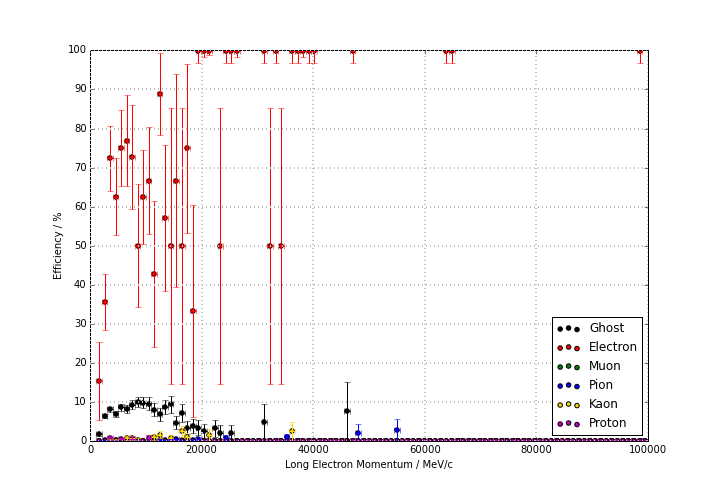 100
90
80
70
60
50
40
30
20
10
0
Efficiency / %
0 20000 40000 60000 80000 100000
Long Electron Momentum / MeV/c
Ghost
Electron
Muon
Pion
Kaon
Proton